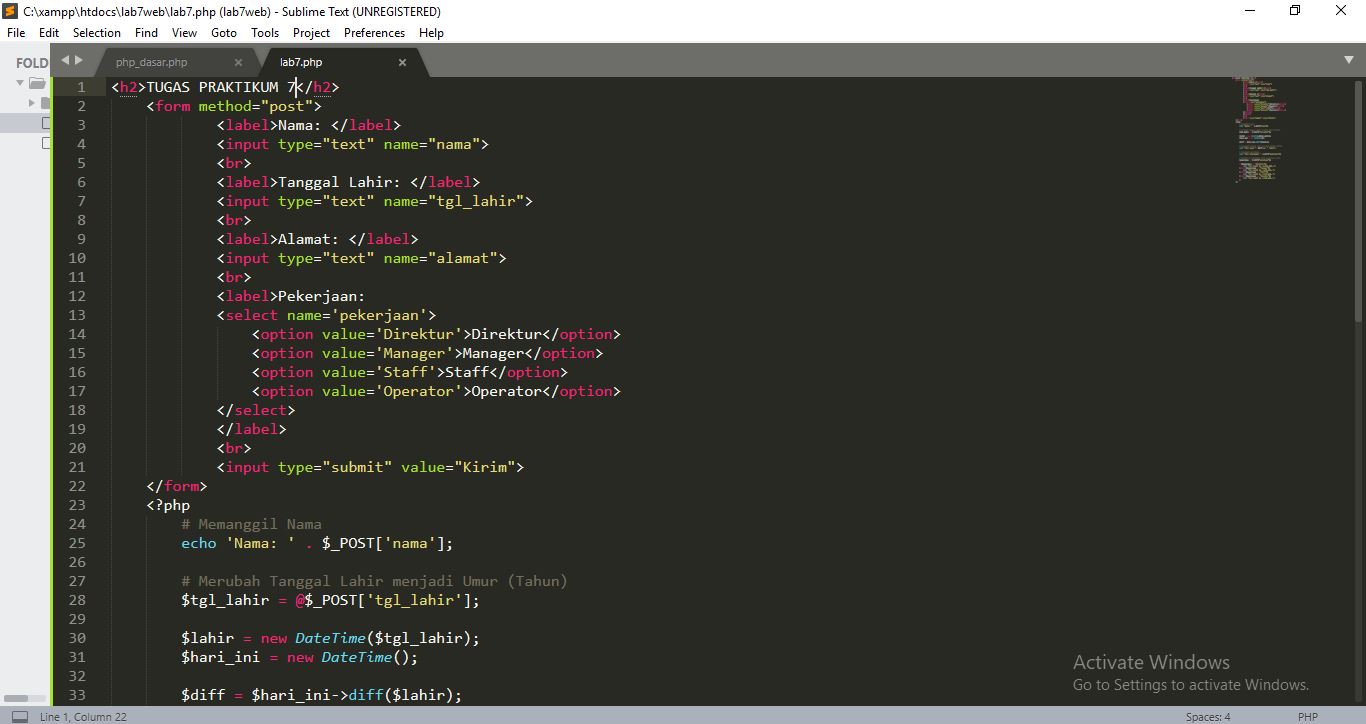 C:\xampp\htdocs\lab7web\lab7.php (lab7web) - Sublime Text (UNREGISTERED)
File Edit Selection Find View Goto Tools Project Preferences Help
FOLD
php_dasar.php
lab7.php
1 <h2>TUGAS PRAKTIKUM 7</h2>
2 <form method="post">
3 <label>Nama: </label>
4 <input type="text" name="nama">
5 <br>
6 <label>Tanggal Lahir: </label>
7 <input type="text" name="tgl_lahir">
8 <br>
9 <label>Alamat: </label>
10 <input type="text" name="alamat">
11 <br>
12 <label>Pekerjaan:
13 <select name='pekerjaan'>
14 <option value='Direktur'>Direktur</option>
15 <option value='Manager'>Manager</option>
16 <option value='Staff'>Staff</option>
17 <option value='Operator'>Operator</option>
18 </select>
19 </label>
20 <br>
21 <input type="submit" value="Kirim">
22 </form>
23 <?php
24 # Memanggil Nama
25 echo 'Nama: ' . $_POST['nama'];
26
27 # Merubah Tanggal Lahir menjadi Umur (Tahun)
28 $tgl_lahir = @$_POST['tgl_lahir'];
29
30 $lahir = new DateTime($tgl_lahir);
31 $hari_ini = new DateTime();
32
33 $diff = $hari_ini->diff($lahir);
Activate Windows
Go to Settings to activate Windows.
Line 1, Column 22
Spaces: 4
PHP